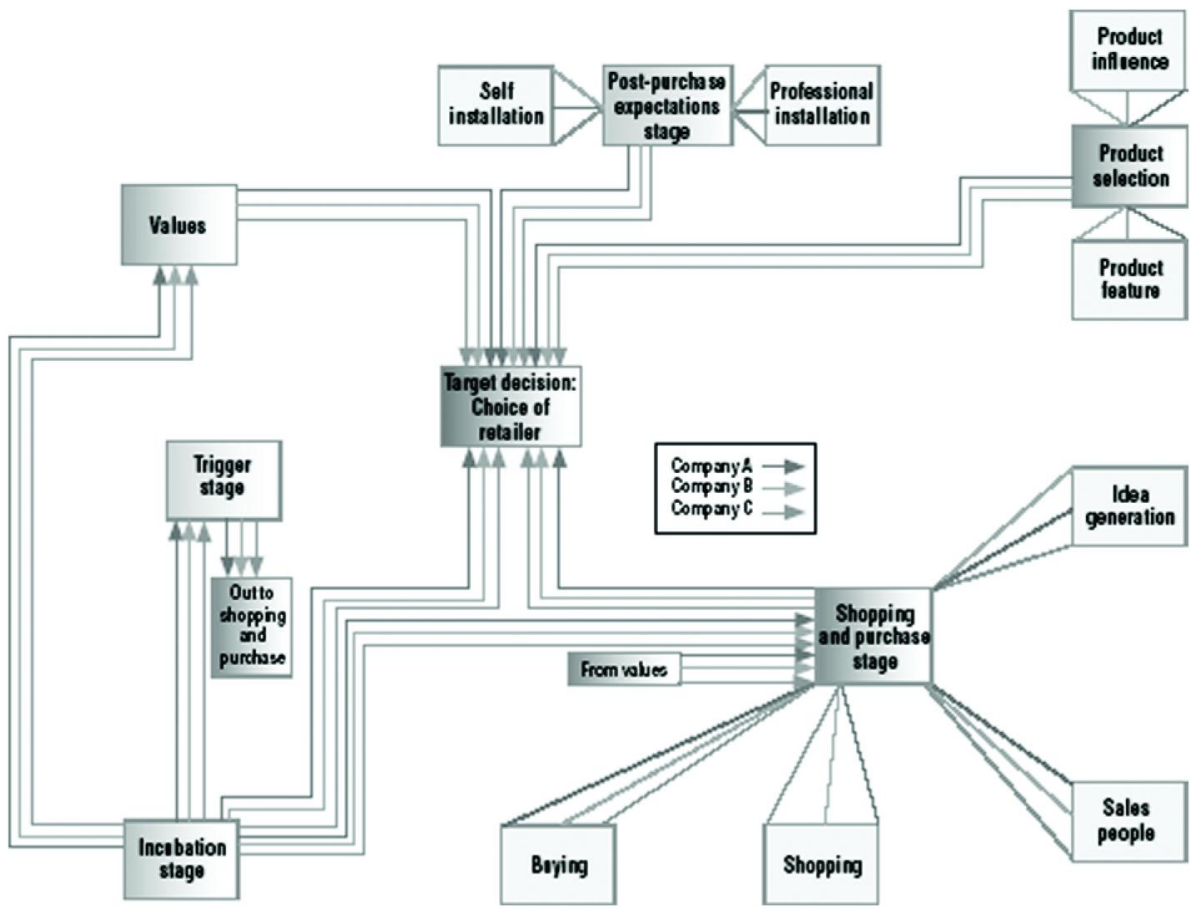 Product
influence
Self
installation
Post-purchase
expectations
stage
Professional
installation
Product
selection
Values
Product
feature
Target decision:
Choice of
retailer
Trigger
stage
Company A
Company B
Company C
Idea
generation
Out to
shopping
and
purchase
Shopping
and purchase
stage
From values
Incubation
stage
Buying
Shopping
Sales
people